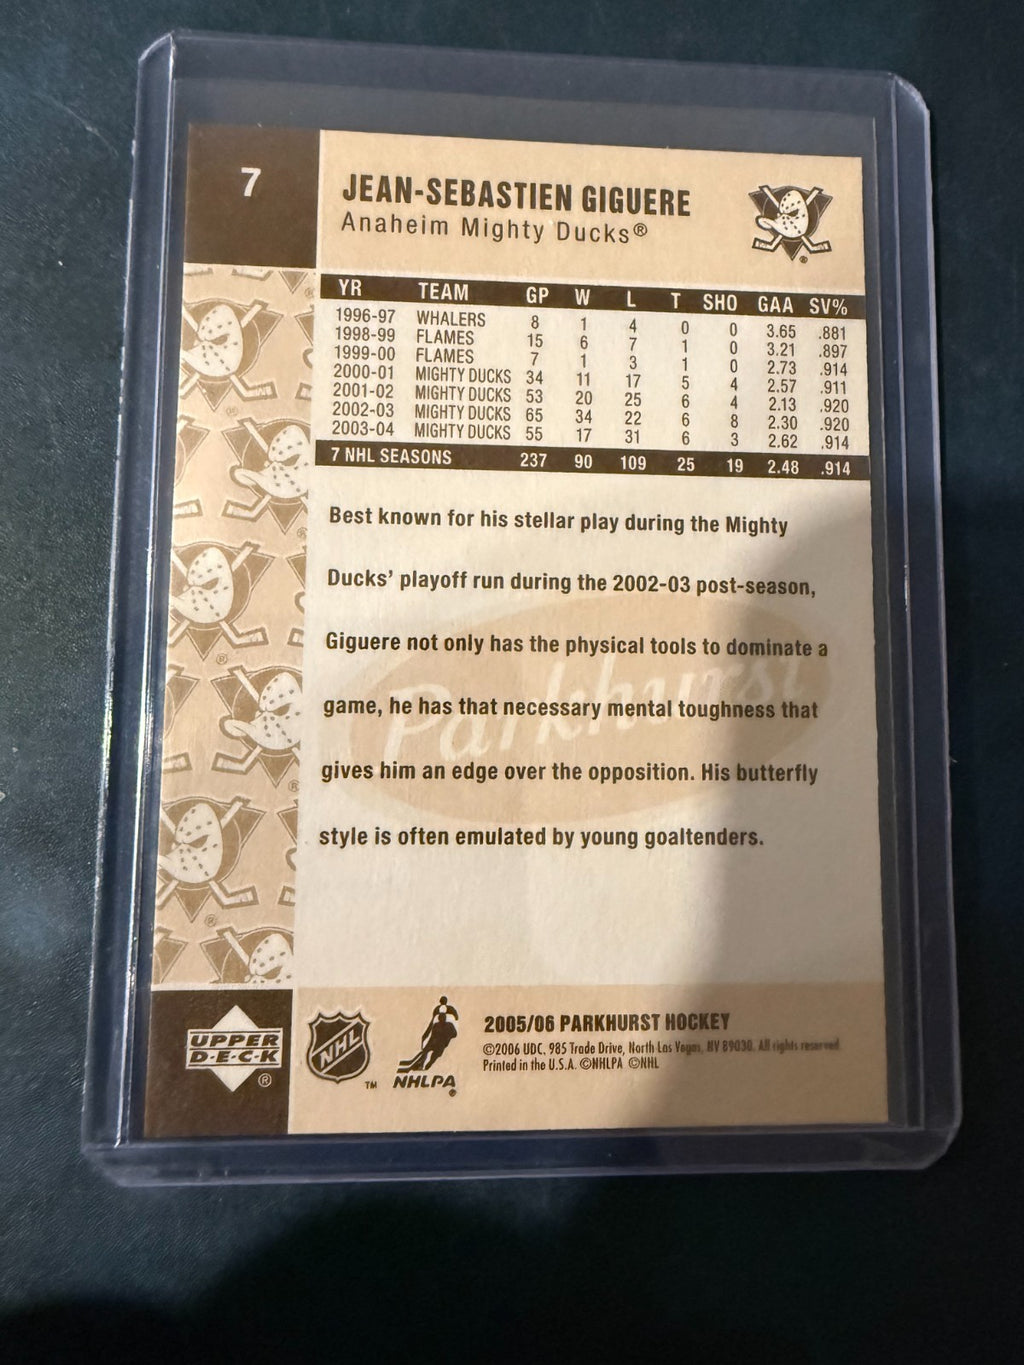 7
JEAN-SEBASTIEN GIGUERE
Anaheim Mighty Ducks®
YR TEAM GP W L T SHO GAA SV%
1996-97 WHALERS 8 1 4 0 0 3.65 .881
1998-99 FLAMES 15 6 7 1 0 3.21 .897
1999-00 FLAMES 7 1 3 1 0 2.73 .914
2000-01 MIGHTY DUCKS 34 11 17 5 4 2.57 .911
2001-02 MIGHTY DUCKS 53 20 25 6 4 2.13 .920
2002-03 MIGHTY DUCKS 65 34 22 6 8 2.30 .920
2003-04 MIGHTY DUCKS 55 17 31 6 3 2.62 .914
7 NHL SEASONS 237 90 109 25 19 2.48 .914
Best known for his stellar play during the Mighty
Ducks' playoff run during the 2002-03 post-season,
Giguere not only has the physical tools to dominate a
game, he has that necessary mental toughness that
gives him an edge over the opposition. His butterfly
style is often emulated by young goaltenders.
Parkhurst
UPPER
D·E·C·K
®
NHL
TM
NHLPA
®
2005/06 PARKHURST HOCKEY
©2006 UDC. 985 Trade Drive, North Las Vegas, NV 89030. All rights reserved.
Printed in the U.S.A. ©NHLPA ©NHL